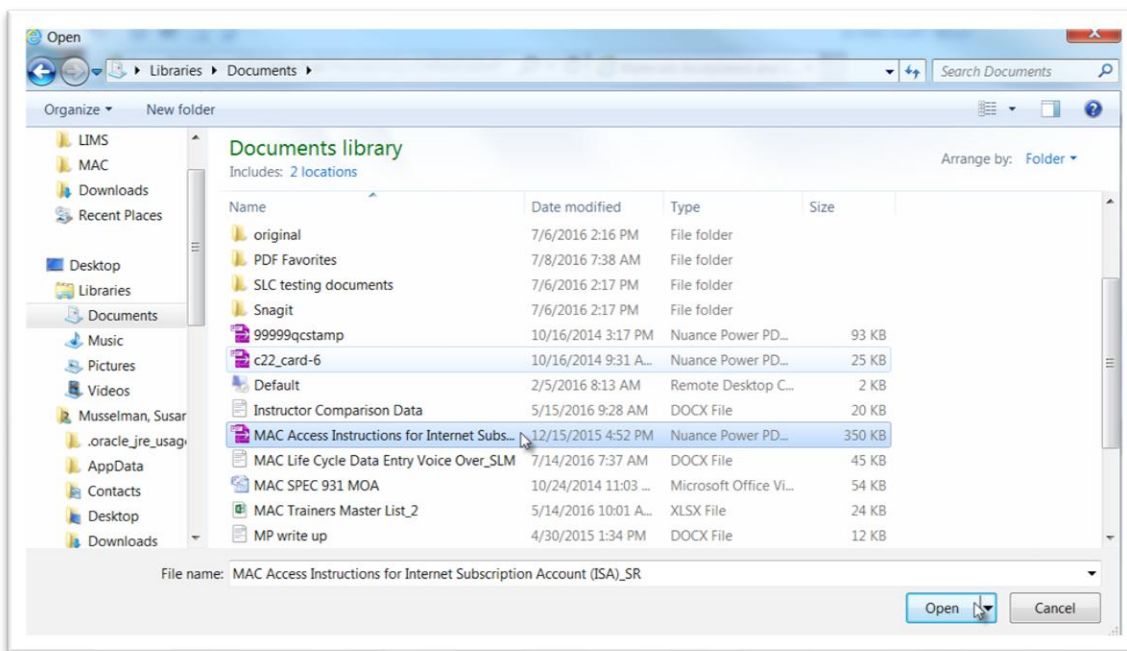 Open
Libraries Documents Search Documents
Organize New folder
LIMS
MAC
Downloads
Recent Places
Desktop
Libraries
Documents
Music
Pictures
Videos
Musselman, Susar
.oracle_jre_usag
AppData
Contacts
Desktop
Downloads
Documents library
Includes: 2 locations
Arrange by: Folder
Name Date modified Type Size
original 7/6/2016 2:16 PM File folder
PDF Favorites 7/8/2016 7:38 AM File folder
SLC testing documents 7/6/2016 2:17 PM File folder
Snagit 7/6/2016 2:17 PM File folder
99999qcstamp 10/16/2014 3:17 PM Nuance Power PD... 93 KB
c22_card-6 10/16/2014 9:31 A... Nuance Power PD... 25 KB
Default 2/5/2016 8:13 AM Remote Desktop C... 2 KB
Instructor Comparison Data 5/15/2016 9:28 AM DOCX File 20 KB
MAC Access Instructions for Internet Subs... 12/15/2015 4:52 PM Nuance Power PD... 350 KB
MAC Life Cycle Data Entry Voice Over_SLM 7/14/2016 7:37 AM DOCX File 45 KB
MAC SPEC 931 MOA 10/24/2014 11:03 ... Microsoft Office Vi... 54 KB
MAC Trainers Master List_2 5/14/2016 10:01 A... XLSX File 24 KB
MP write up 4/30/2015 1:34 PM DOCX File 12 KB
File name: MAC Access Instructions for Internet Subscription Account (ISA)_SR
Open Cancel